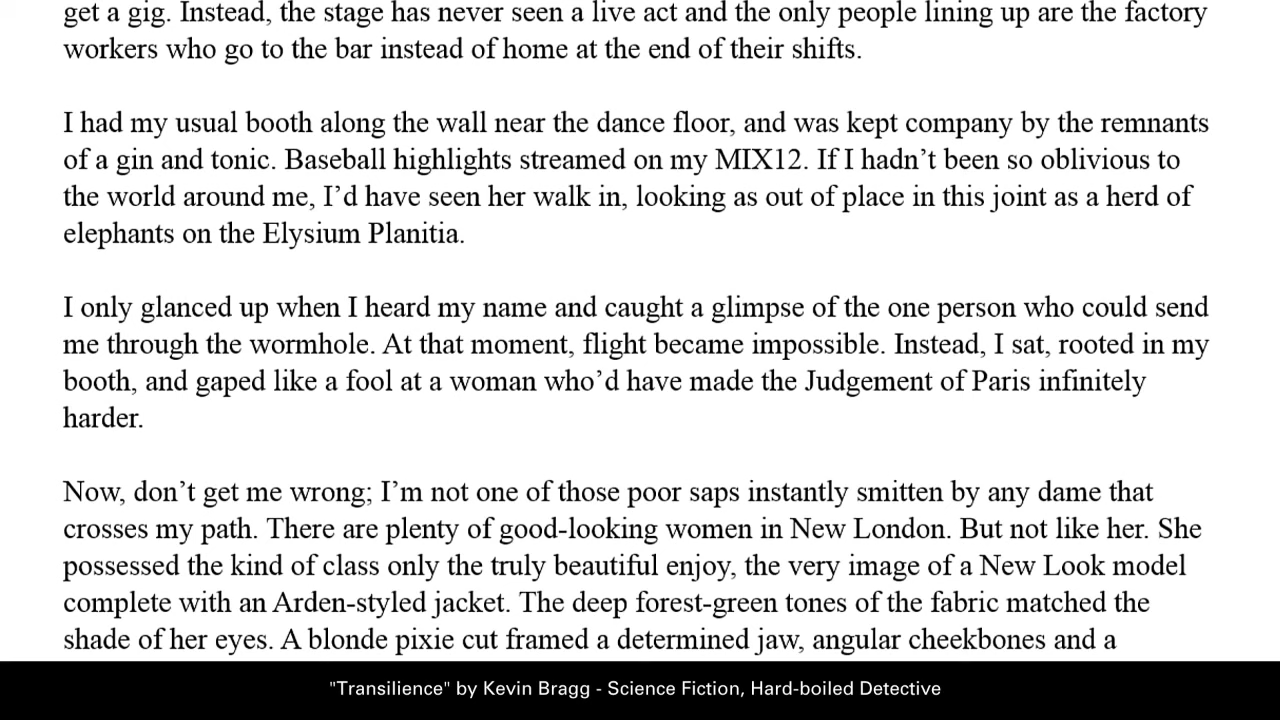 get a gig. Instead, the stage has never seen a live act and the only people lining up are the factory
workers who go to the bar instead of home at the end of their shifts.
I had my usual booth along the wall near the dance floor, and was kept company by the remnants
of a gin and tonic. Baseball highlights streamed on my MIX12. If I hadn’t been so oblivious to
the world around me, I’d have seen her walk in, looking as out of place in this joint as a herd of
elephants on the Elysium Planitia.
I only glanced up when I heard my name and caught a glimpse of the one person who could send
me through the wormhole. At that moment, flight became impossible. Instead, I sat, rooted in my
booth, and gaped like a fool at a woman who’d have made the Judgement of Paris infinitely
harder.
Now, don’t get me wrong; I’m not one of those poor saps instantly smitten by any dame that
crosses my path. There are plenty of good-looking women in New London. But not like her. She
possessed the kind of class only the truly beautiful enjoy, the very image of a New Look model
complete with an Arden-styled jacket. The deep forest-green tones of the fabric matched the
shade of her eyes. A blonde pixie cut framed a determined jaw, angular cheekbones and a
"Transilience" by Kevin Bragg - Science Fiction, Hard-boiled Detective